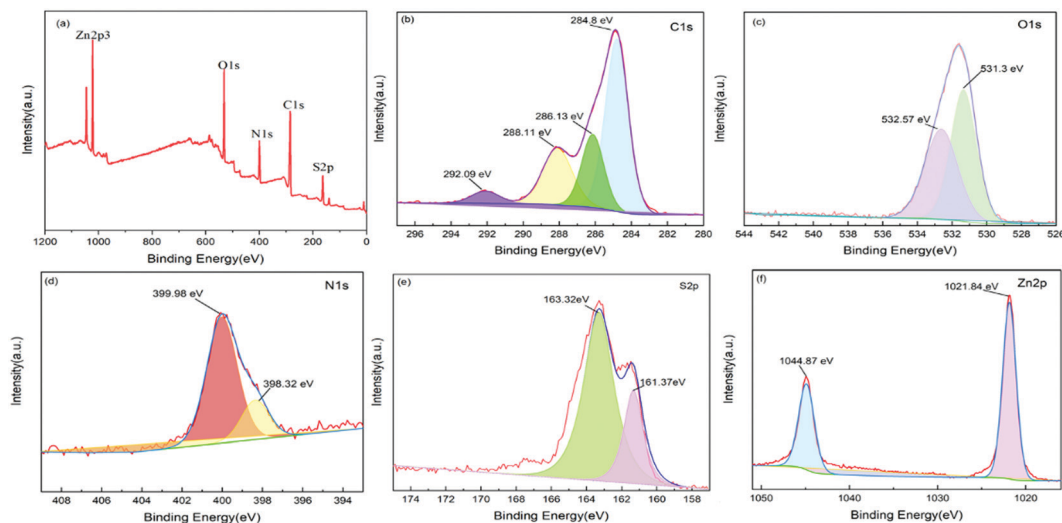 (a)
Zn2p3
O1s
N1s
C1s
S2p
Intensity(a.u.)
1200 1000 800 600 400 200 0
Binding Energy(eV)
(b)
C1s
284.8 eV
286.13 eV
288.11 eV
292.09 eV
Intensity(a.u.)
296 294 292 290 288 286 284 282 280
Binding Energy(eV)
(c)
O1s
531.3 eV
532.57 eV
Intensity(a.u.)
544 542 540 538 536 534 532 530 528 526
Binding Energy(eV)
(d)
N1s
399.98 eV
398.32 eV
Intensity(a.u.)
408 406 404 402 400 398 396 394
Binding Energy(eV)
(e)
S2p
163.32eV
161.37eV
Intensity(a.u.)
174 172 170 168 166 164 162 160 158
Binding Energy(eV)
(f)
Zn2p
1021.84 eV
1044.87 eV
Intensity(a.u.)
1050 1040 1030 1020
Binding Energy(eV)